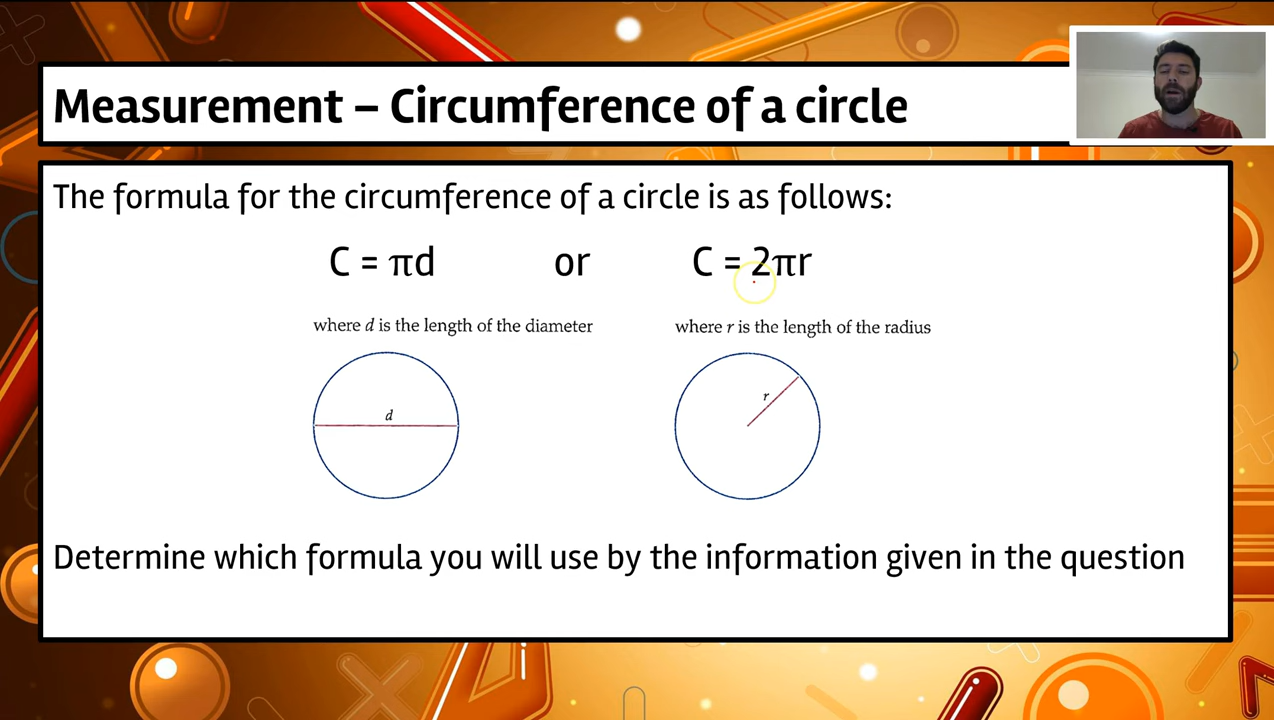 Measurement – Circumference of a circle
The formula for the circumference of a circle is as follows:
C = πd or C = 2πr
where d is the length of the diameter where r is the length of the radius
d r
Determine which formula you will use by the information given in the question